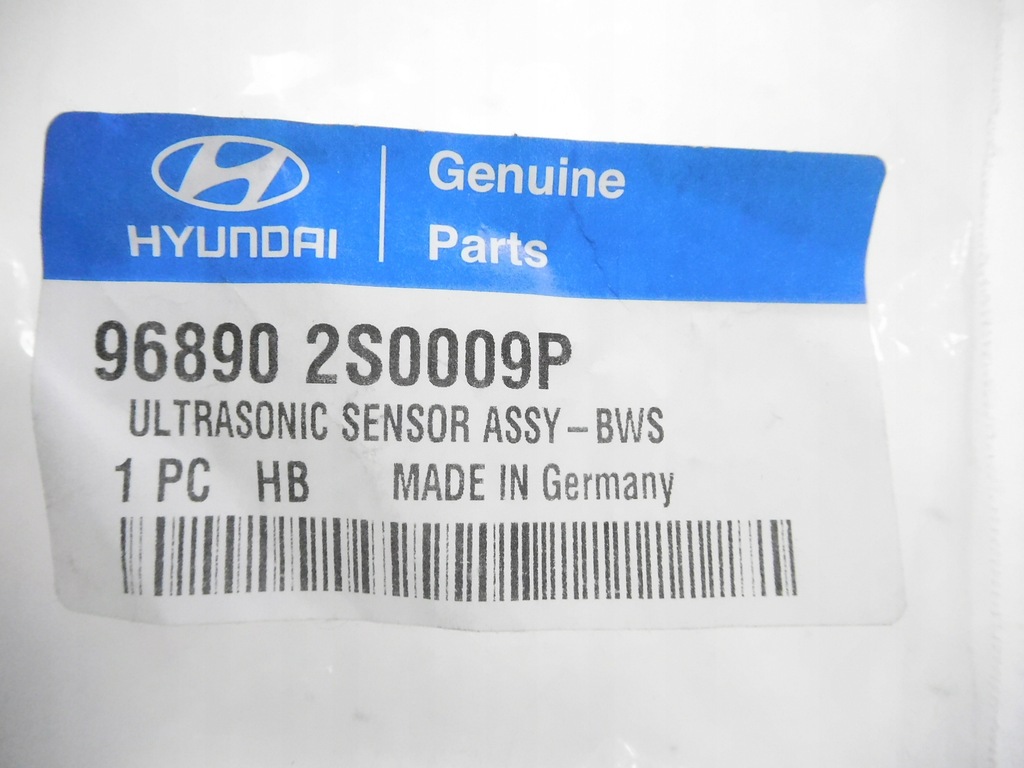 HYUNDAI
Genuine
Parts
96890 2S0009P
ULTRASONIC SENSOR ASSY-BWS
1 PC HB MADE IN Germany